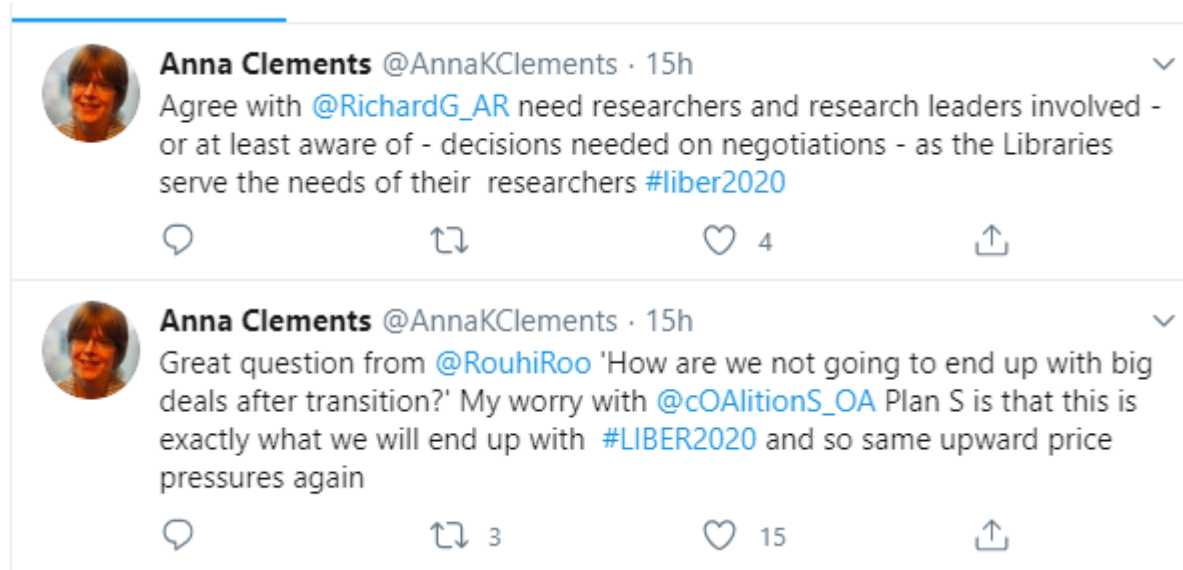 Anna Clements @AnnaKClements · 15h
Agree with @RichardG_AR need researchers and research leaders involved -
or at least aware of - decisions needed on negotiations - as the Libraries
serve the needs of their  researchers #liber2020
4
Anna Clements @AnnaKClements · 15h
Great question from @RouhiRoo 'How are we not going to end up with big
deals after transition?' My worry with @cOAlitionS_OA Plan S is that this is
exactly what we will end up with  #LIBER2020 and so same upward price
pressures again
3 15